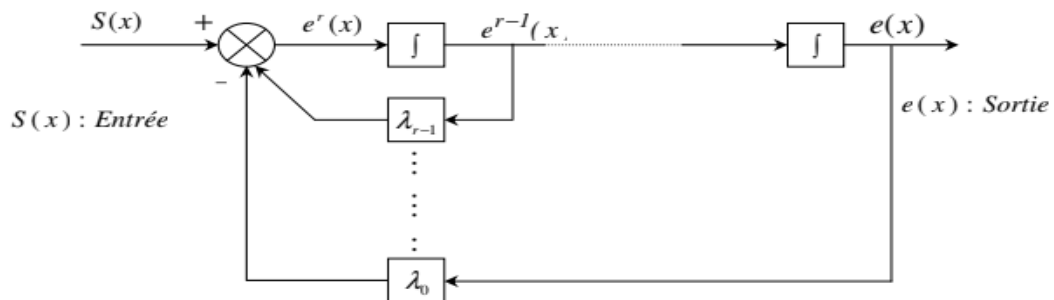 S(x)
+
e^r(x)
∫
e^{r-1}(x
∫
e(x)
−
S(x) : Entrée
λ_{r-1}
e(x) : Sortie
λ_0